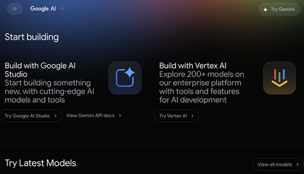 Google AI
Try Gemini
Start building
Build with Google AI
Studio
Start building something
new, with cutting-edge AI
models and tools
Try Google AI Studio
View Gemini API docs
Build with Vertex AI
Explore 200+ models on
our enterprise platform
with tools and features
for AI development
Try Vertex AI
Try Latest Models
View all models